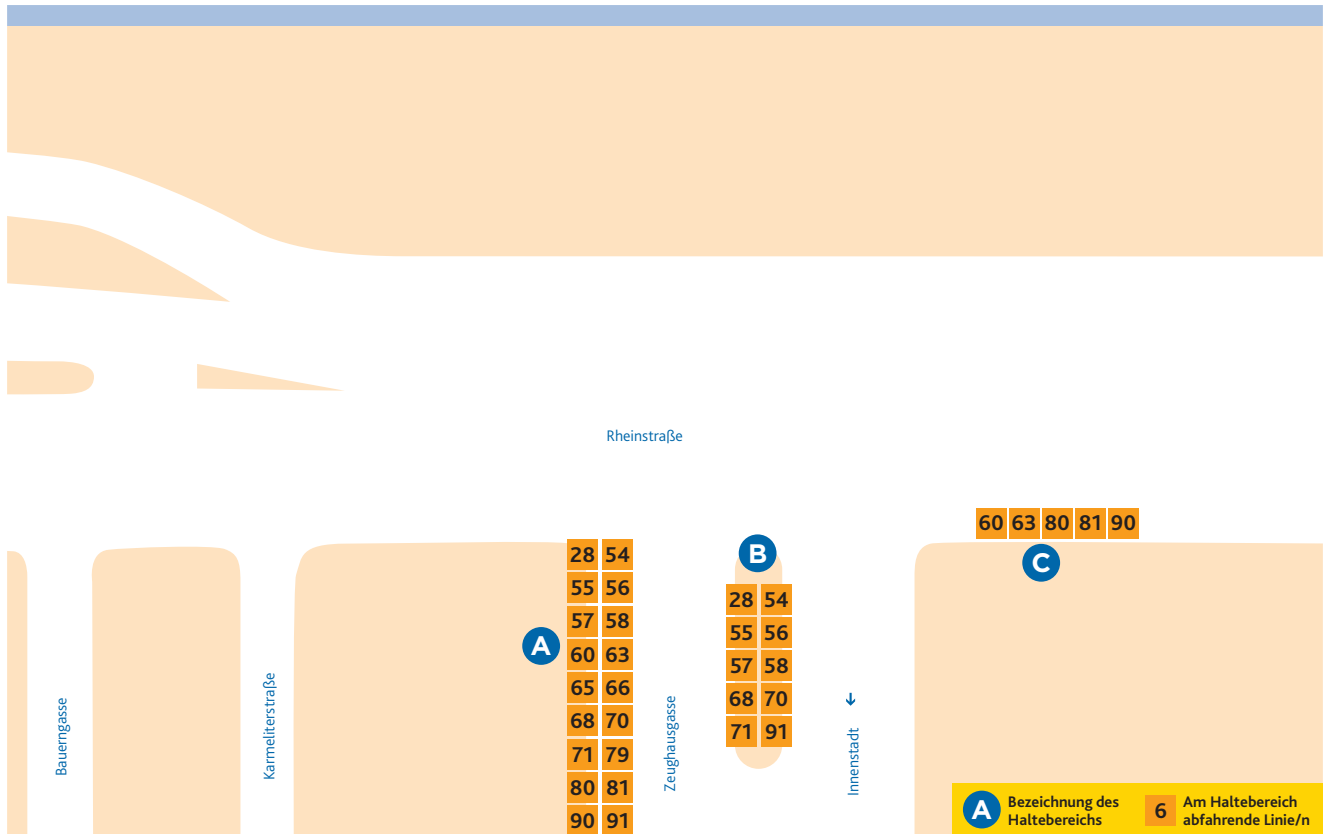 Rheinstraße
60 63 80 81 90
C
B
28 54
55 56
57 58
68 70
71 91
A
28 54
55 56
57 58
60 63
65 66
68 70
71 79
80 81
90 91
Bauerngasse
Karmeliterstraße
Zeughausgasse
Innenstadt
A
Bezeichnung des
Haltebereichs
6
Am Haltebereich
abfahrende Linie/n